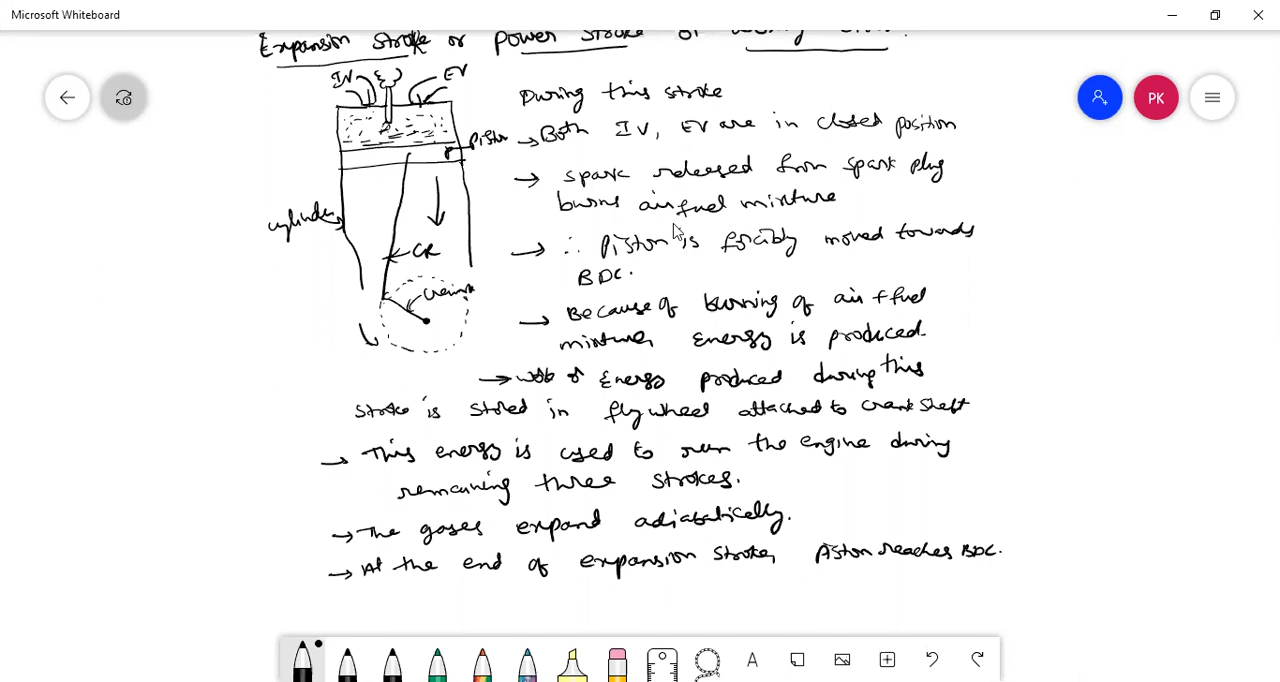 Microsoft Whiteboard
Expansion stroke or Power stroke or
IV
EV
Piston
cylinder
CR
Crank
PK
During this stroke
→ Both IV, EV are in closed position
→ spark released from spark plug
burns air fuel mixture
→ ∴ Piston is forcibly moved towards
BDC.
→ Because of burning of air + fuel
mixture, energy is produced.
→ of Energy produced during this
stroke is stored in flywheel attached to crank shaft
→ This energy is used to run the engine during
remaining three strokes.
→ The gases expand adiabatically.
→ At the end of expansion stroke, Piston reaches BDC.
A